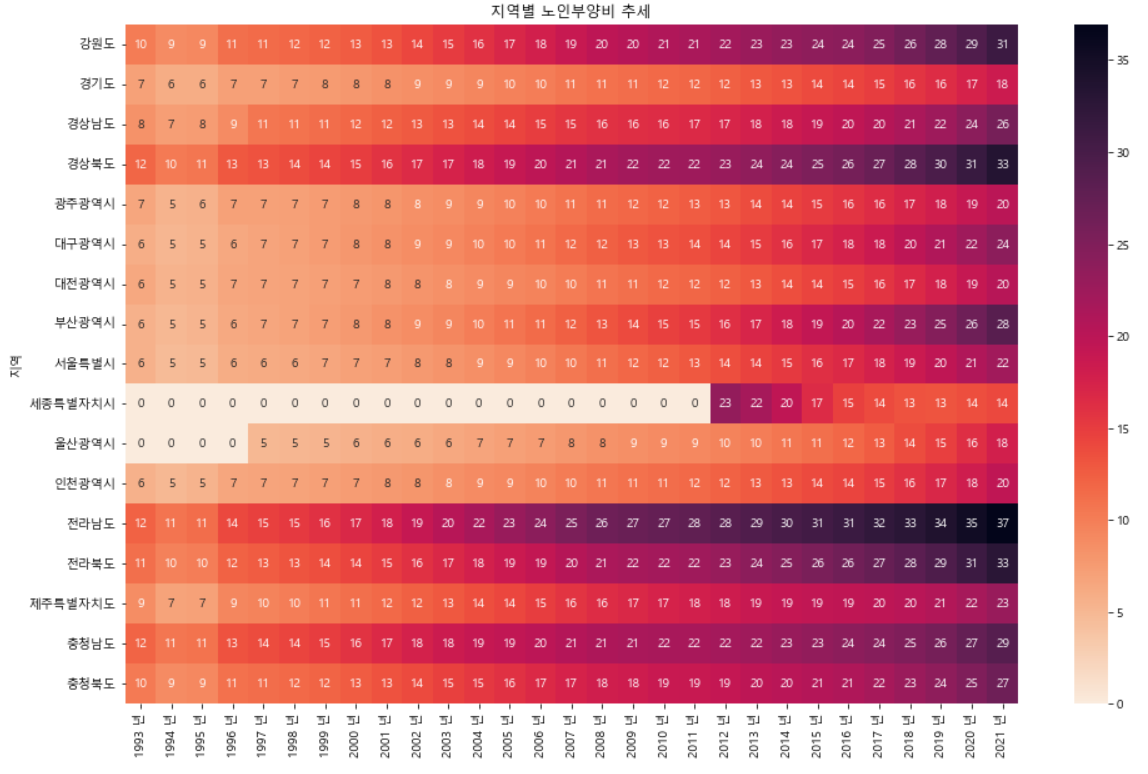 지역별 노인부양비 추세
강원도 10 9 9 11 11 12 12 13 13 14 15 16 17 18 19 20 20 21 21 22 23 23 24 24 25 26 28 29 31
경기도 7 6 6 7 7 7 8 8 8 9 9 9 10 10 11 11 11 12 12 12 13 13 14 14 15 16 16 17 18
경상남도 8 7 8 9 11 11 11 12 12 13 13 14 14 15 15 16 16 16 17 17 18 18 19 20 20 21 22 24 26
경상북도 12 10 11 13 13 14 14 15 16 17 17 18 19 20 21 21 22 22 22 23 24 24 25 26 27 28 30 31 33
광주광역시 7 5 6 7 7 7 7 8 8 8 9 9 10 10 11 11 12 12 13 13 14 14 15 16 16 17 18 19 20
대구광역시 6 5 5 6 7 7 7 8 8 9 9 10 10 11 12 12 13 13 14 14 15 16 17 18 18 20 21 22 24
대전광역시 6 5 5 7 7 7 7 7 8 8 8 9 9 10 10 11 11 11 12 12 13 14 14 15 16 17 18 19 20
부산광역시 6 5 5 6 7 7 7 8 8 9 9 10 11 11 12 13 14 15 15 16 17 18 19 20 22 23 25 26 28
서울특별시 6 5 5 6 6 6 7 7 7 8 8 9 9 10 10 11 12 12 13 14 14 15 16 17 18 19 20 21 22
세종특별자치시 0 0 0 0 0 0 0 0 0 0 0 0 0 0 0 0 0 0 0 23 22 20 17 15 14 13 13 14 14
울산광역시 0 0 0 0 5 5 5 6 6 6 6 7 7 7 8 8 9 9 9 10 10 11 11 12 13 14 15 16 18
인천광역시 6 5 5 7 7 7 7 7 8 8 8 9 9 10 10 11 11 11 12 12 13 13 14 14 15 16 17 18 20
전라남도 12 11 11 14 15 15 16 17 18 19 20 22 23 24 25 26 27 27 28 28 29 30 31 31 32 33 34 35 37
전라북도 11 10 10 12 13 13 14 14 15 16 17 18 19 19 20 21 22 22 22 23 24 25 26 26 27 28 29 31 33
제주특별자치도 9 7 7 9 10 10 11 11 12 12 13 14 14 15 16 16 17 17 18 18 19 19 19 19 20 20 21 22 23
충청남도 12 11 11 13 14 14 15 16 17 18 18 19 19 20 21 21 21 22 22 22 22 23 23 24 24 25 26 27 29
충청북도 10 9 9 11 11 12 12 13 13 14 15 15 16 17 17 18 18 19 19 19 20 20 21 21 22 23 24 25 27
지역
1993 년 1994 년 1995 년 1996 년 1997 년 1998 년 1999 년 2000 년 2001 년 2002 년 2003 년 2004 년 2005 년 2006 년 2007 년 2008 년 2009 년 2010 년 2011 년 2012 년 2013 년 2014 년 2015 년 2016 년 2017 년 2018 년 2019 년 2020 년 2021 년
35
30
25
20
15
10
5
0